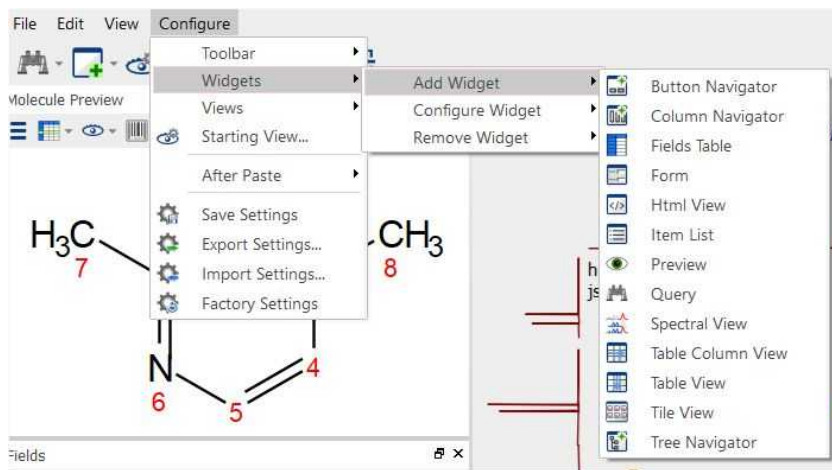 File Edit View Configure
Toolbar
Widgets
Views
Starting View...
After Paste
Save Settings
Export Settings...
Import Settings...
Factory Settings
Add Widget
Configure Widget
Remove Widget
Button Navigator
Column Navigator
Fields Table
Form
Html View
Item List
Preview
Query
Spectral View
Table Column View
Table View
Tile View
Tree Navigator
Molecule Preview
H3C
7
CH3
8
N
6
5
4
h
js
Fields